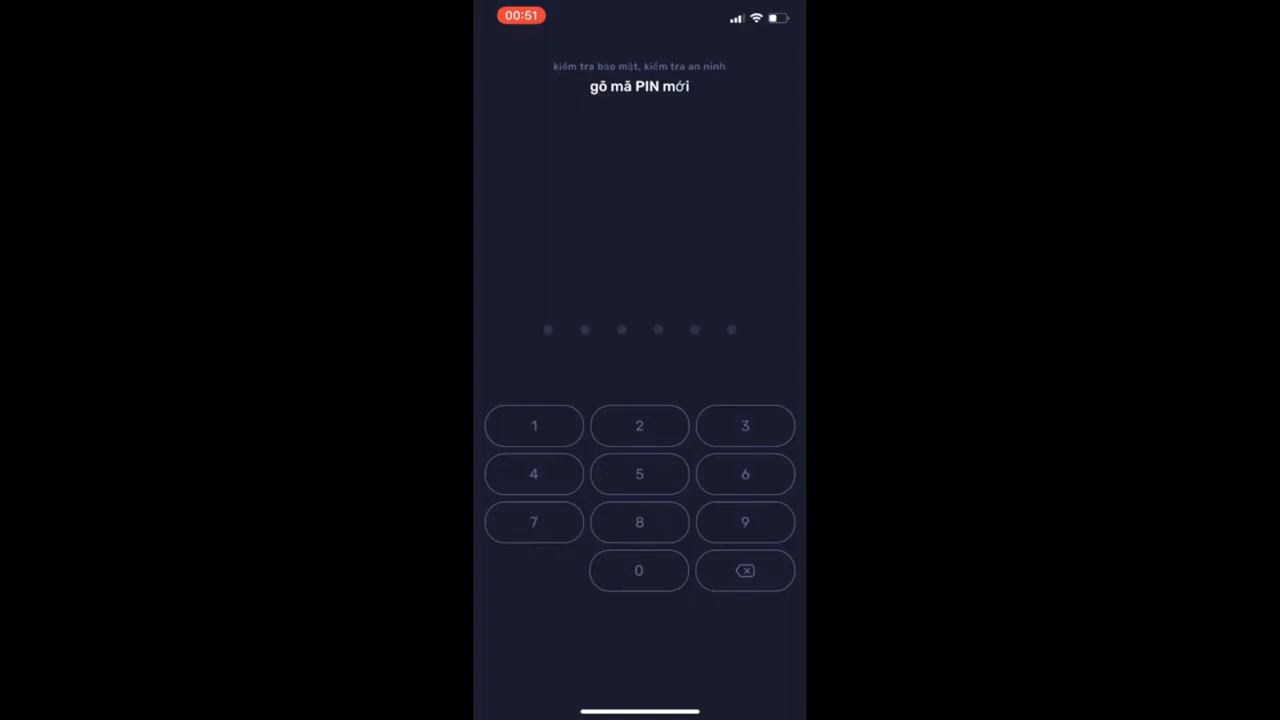 00:51
kiểm tra bảo mật, kiểm tra an ninh
gõ mã PIN mới
1 2 3
4 5 6
7 8 9
0